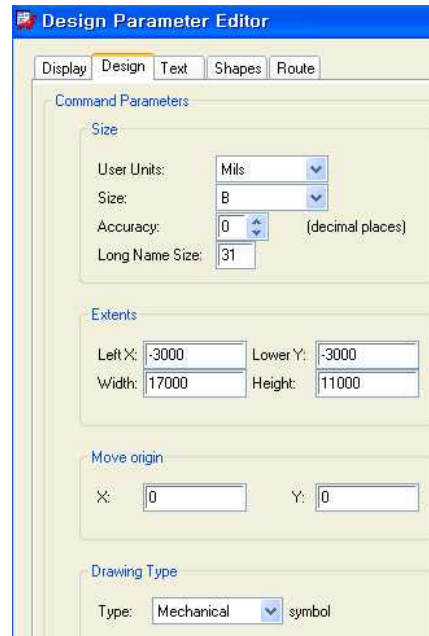 Design Parameter Editor
Display Design Text Shapes Route
Command Parameters
Size
User Units: Mils
Size: B
Accuracy: 0 (decimal places)
Long Name Size: 31
Extents
Left X: -3000 Lower Y: -3000
Width: 17000 Height: 11000
Move origin
X: 0 Y: 0
Drawing Type
Type: Mechanical symbol